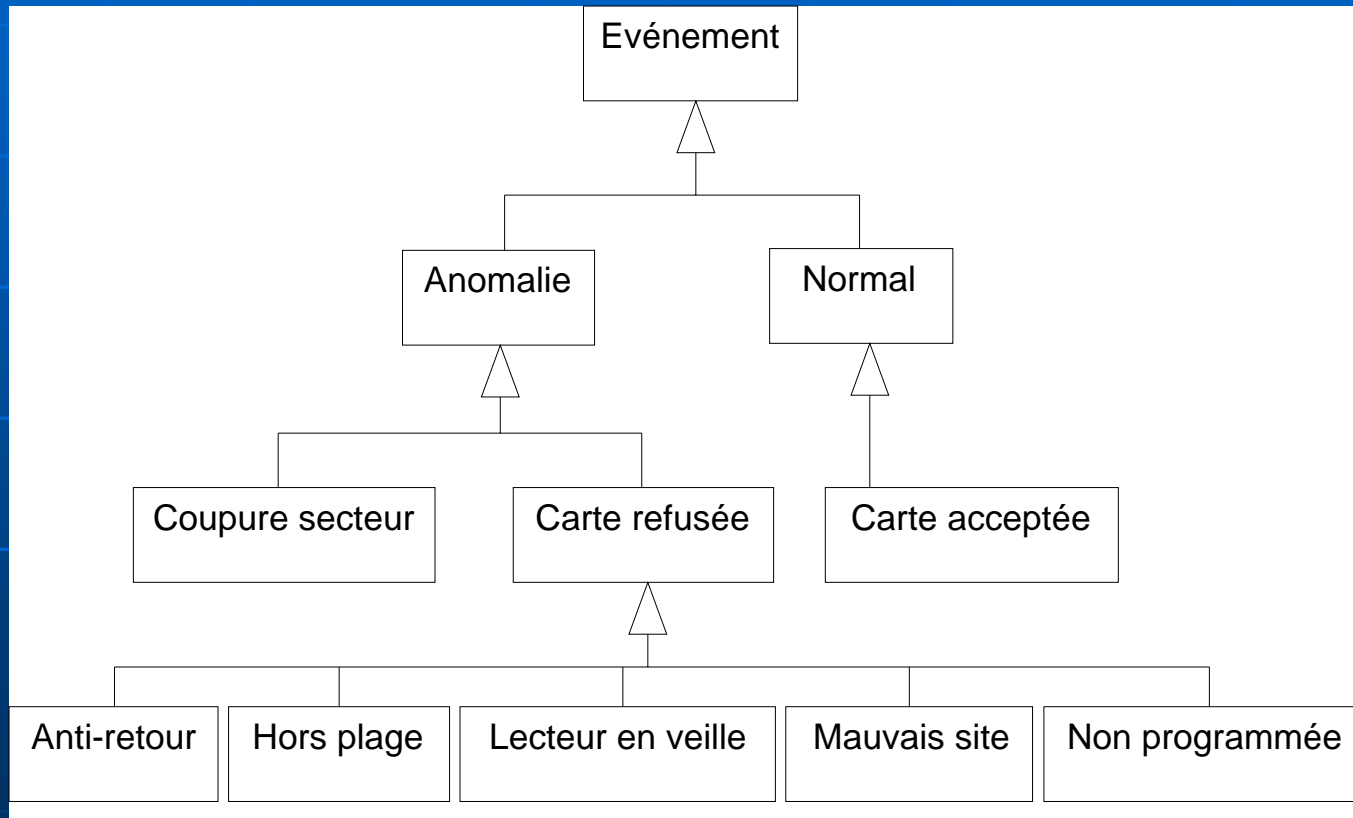 Evénement
Anomalie
Normal
Coupure secteur
Carte refusée
Carte acceptée
Anti-retour
Hors plage
Lecteur en veille
Mauvais site
Non programmée